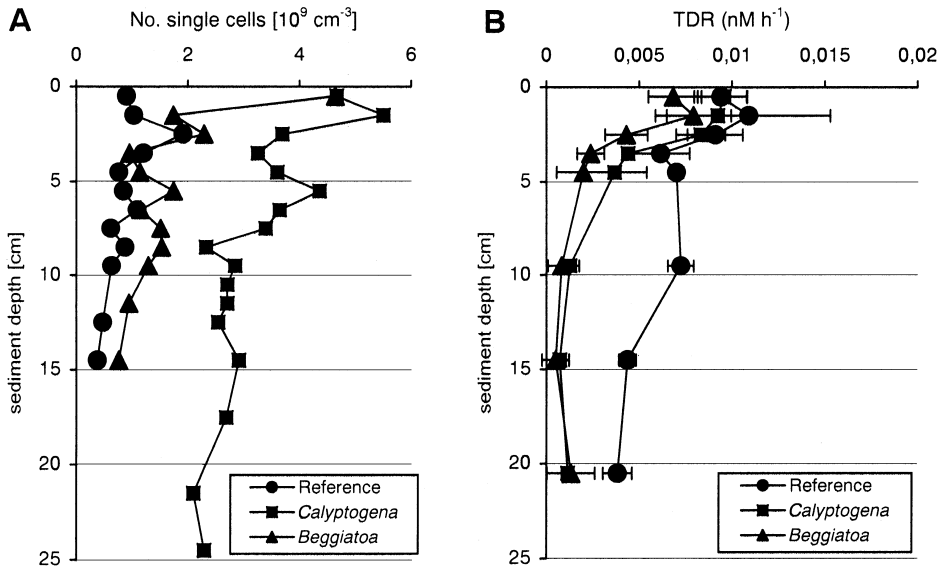 A
No. single cells [10⁹ cm⁻³]
0 2 4 6
0
5
10
15
20
25
sediment depth [cm]
Reference
Calyptogena
Beggiatoa
B
TDR (nM h⁻¹)
0 0,005 0,01 0,015 0,02
0
5
10
15
20
25
sediment depth [cm]
Reference
Calyptogena
Beggiatoa